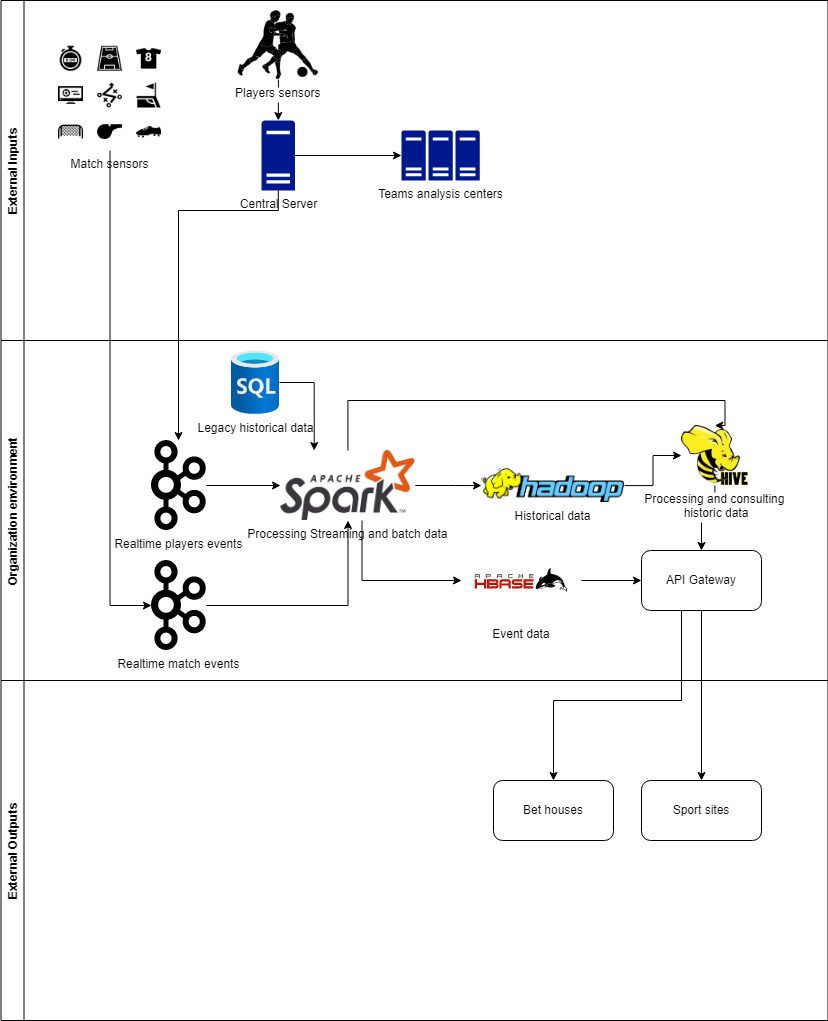 External Inputs
8
Players sensors
Match sensors
Central Server
Teams analysis centers
Organization environment
SQL
Legacy historical data
APACHE
Spark™
Processing Streaming and batch data
Realtime players events
hadoop
Historical data
HIVE
Processing and consulting
historic data
APACHE
HBASE
Event data
API Gateway
Realtime match events
External Outputs
Bet houses
Sport sites